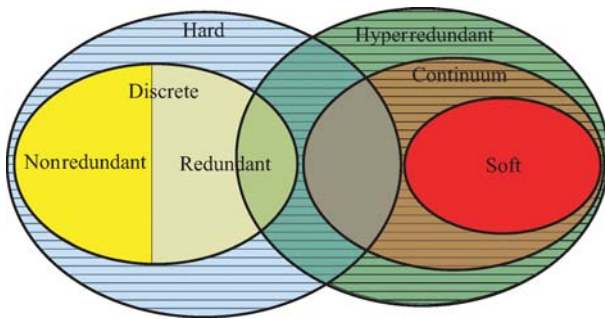 Hard
Hyperredundant
Continuum
Discrete
Nonredundant
Redundant
Soft